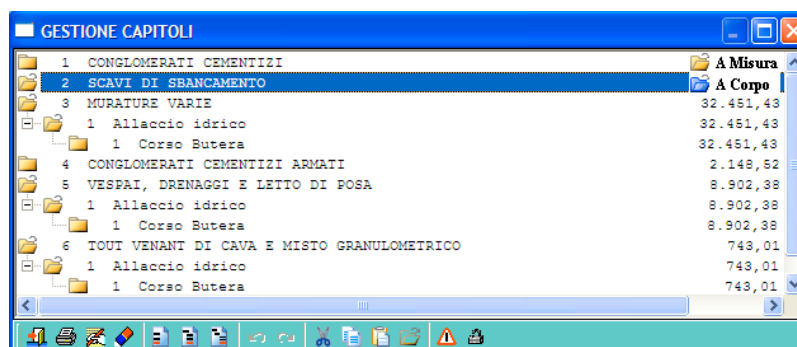 GESTIONE CAPITOLI
1 CONGLOMERATI CEMENTIZI A Misura
2 SCAVI DI SBANCAMENTO A Corpo
3 MURATURE VARIE 32.451,43
1 Allaccio idrico 32.451,43
1 Corso Butera 32.451,43
4 CONGLOMERATI CEMENTIZI ARMATI 2.148,52
5 VESPAI, DRENAGGI E LETTO DI POSA 8.902,38
1 Allaccio idrico 8.902,38
1 Corso Butera 8.902,38
6 TOUT VENANT DI CAVA E MISTO GRANULOMETRICO 743,01
1 Allaccio idrico 743,01
1 Corso Butera 743,01